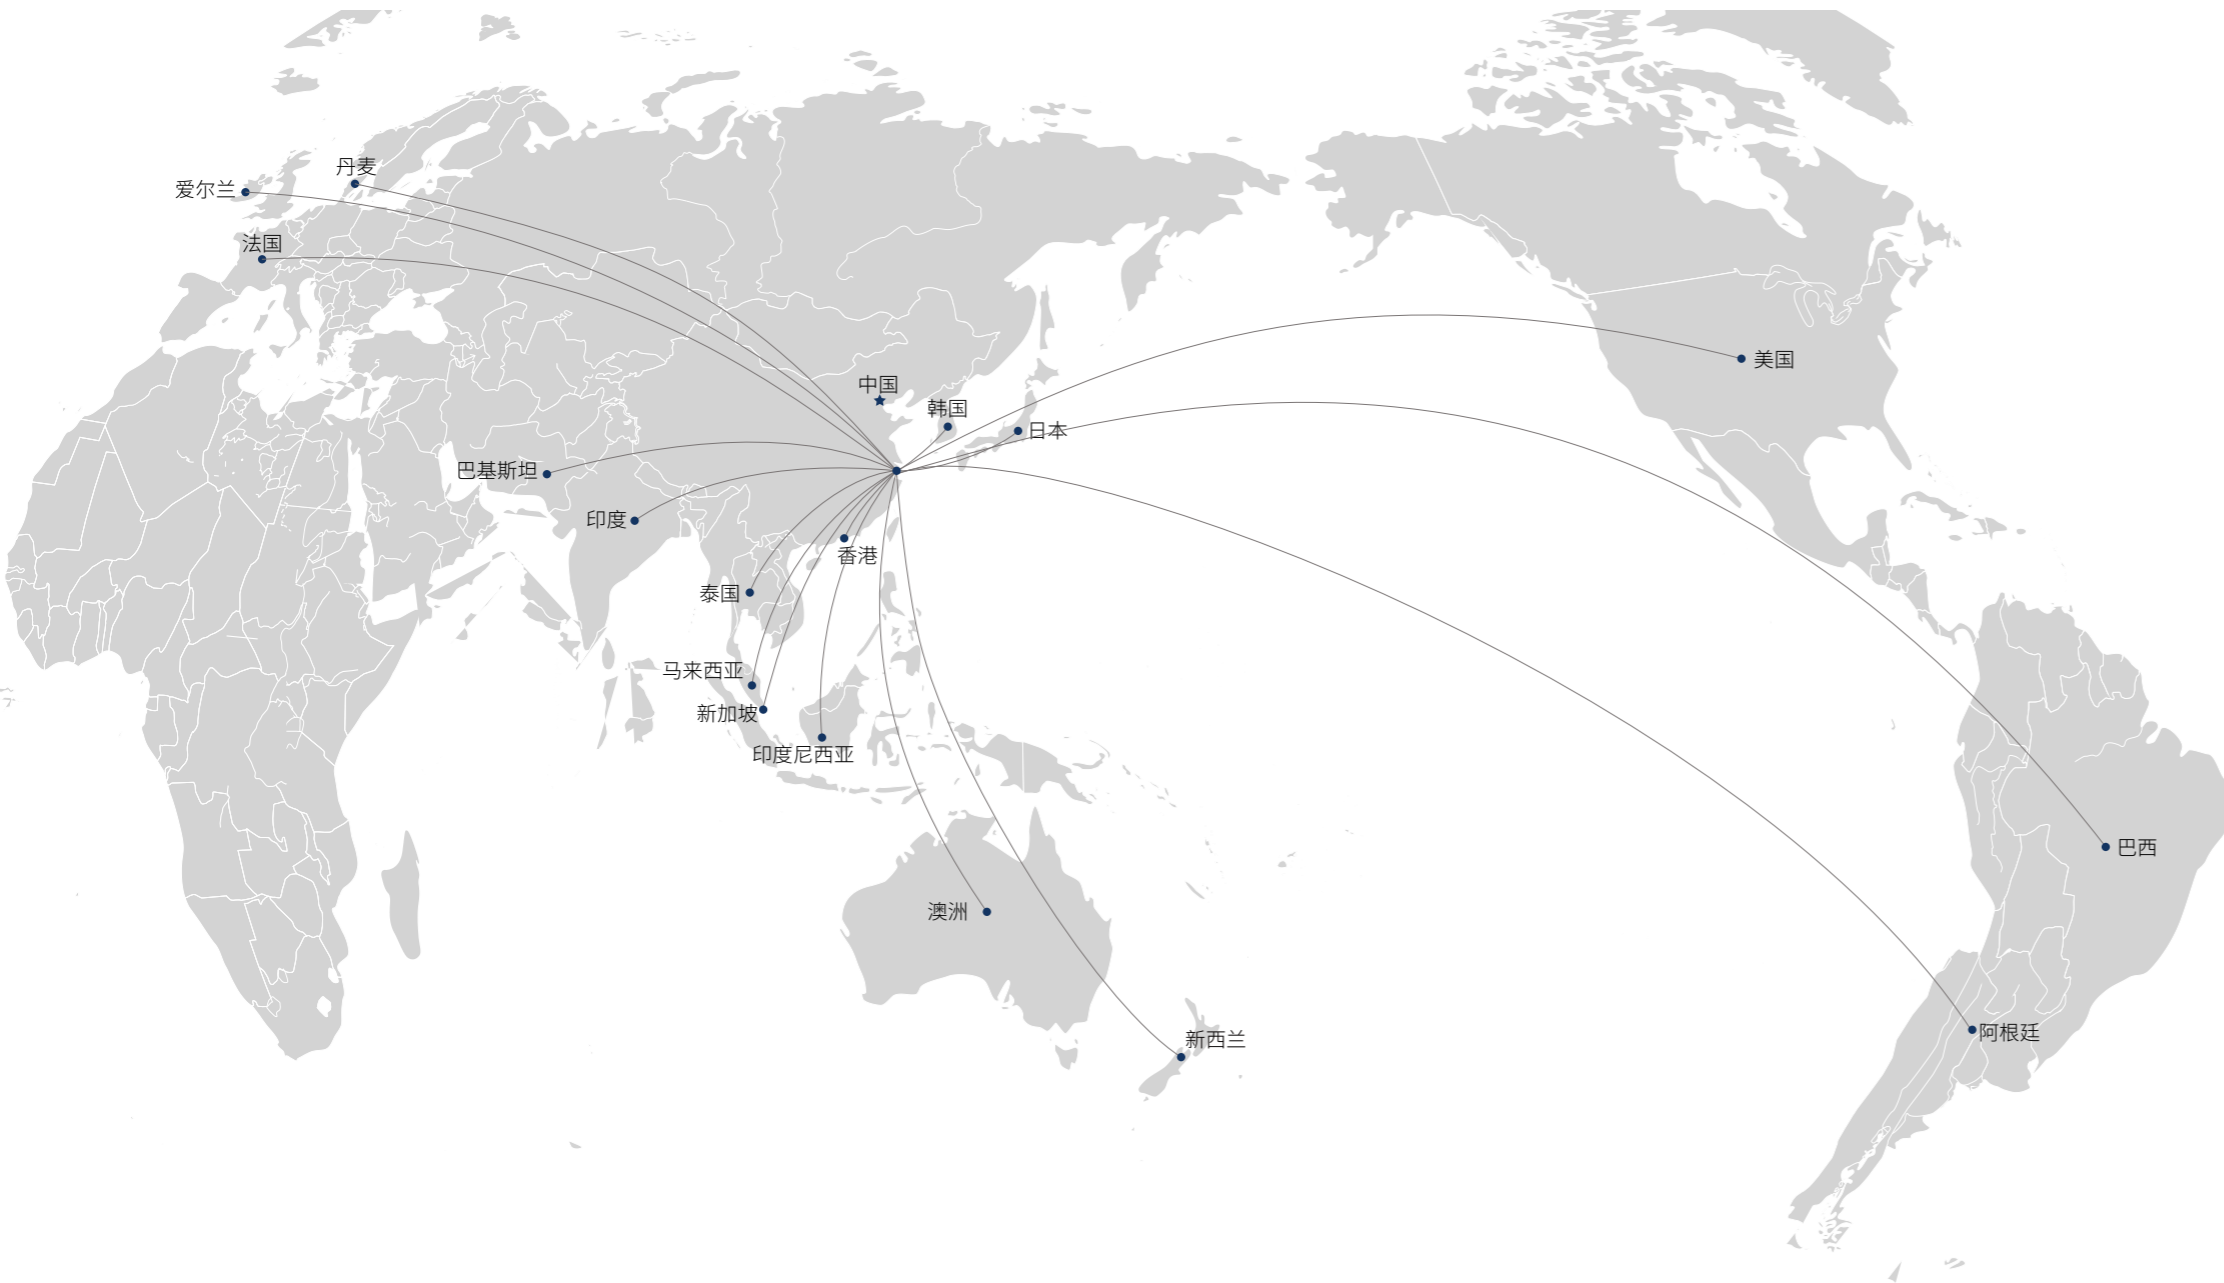 丹麦
爱尔兰
法国
美国
中国
韩国
日本
巴基斯坦
印度
香港
泰国
马来西亚
新加坡
印度尼西亚
巴西
澳洲
阿根廷
新西兰